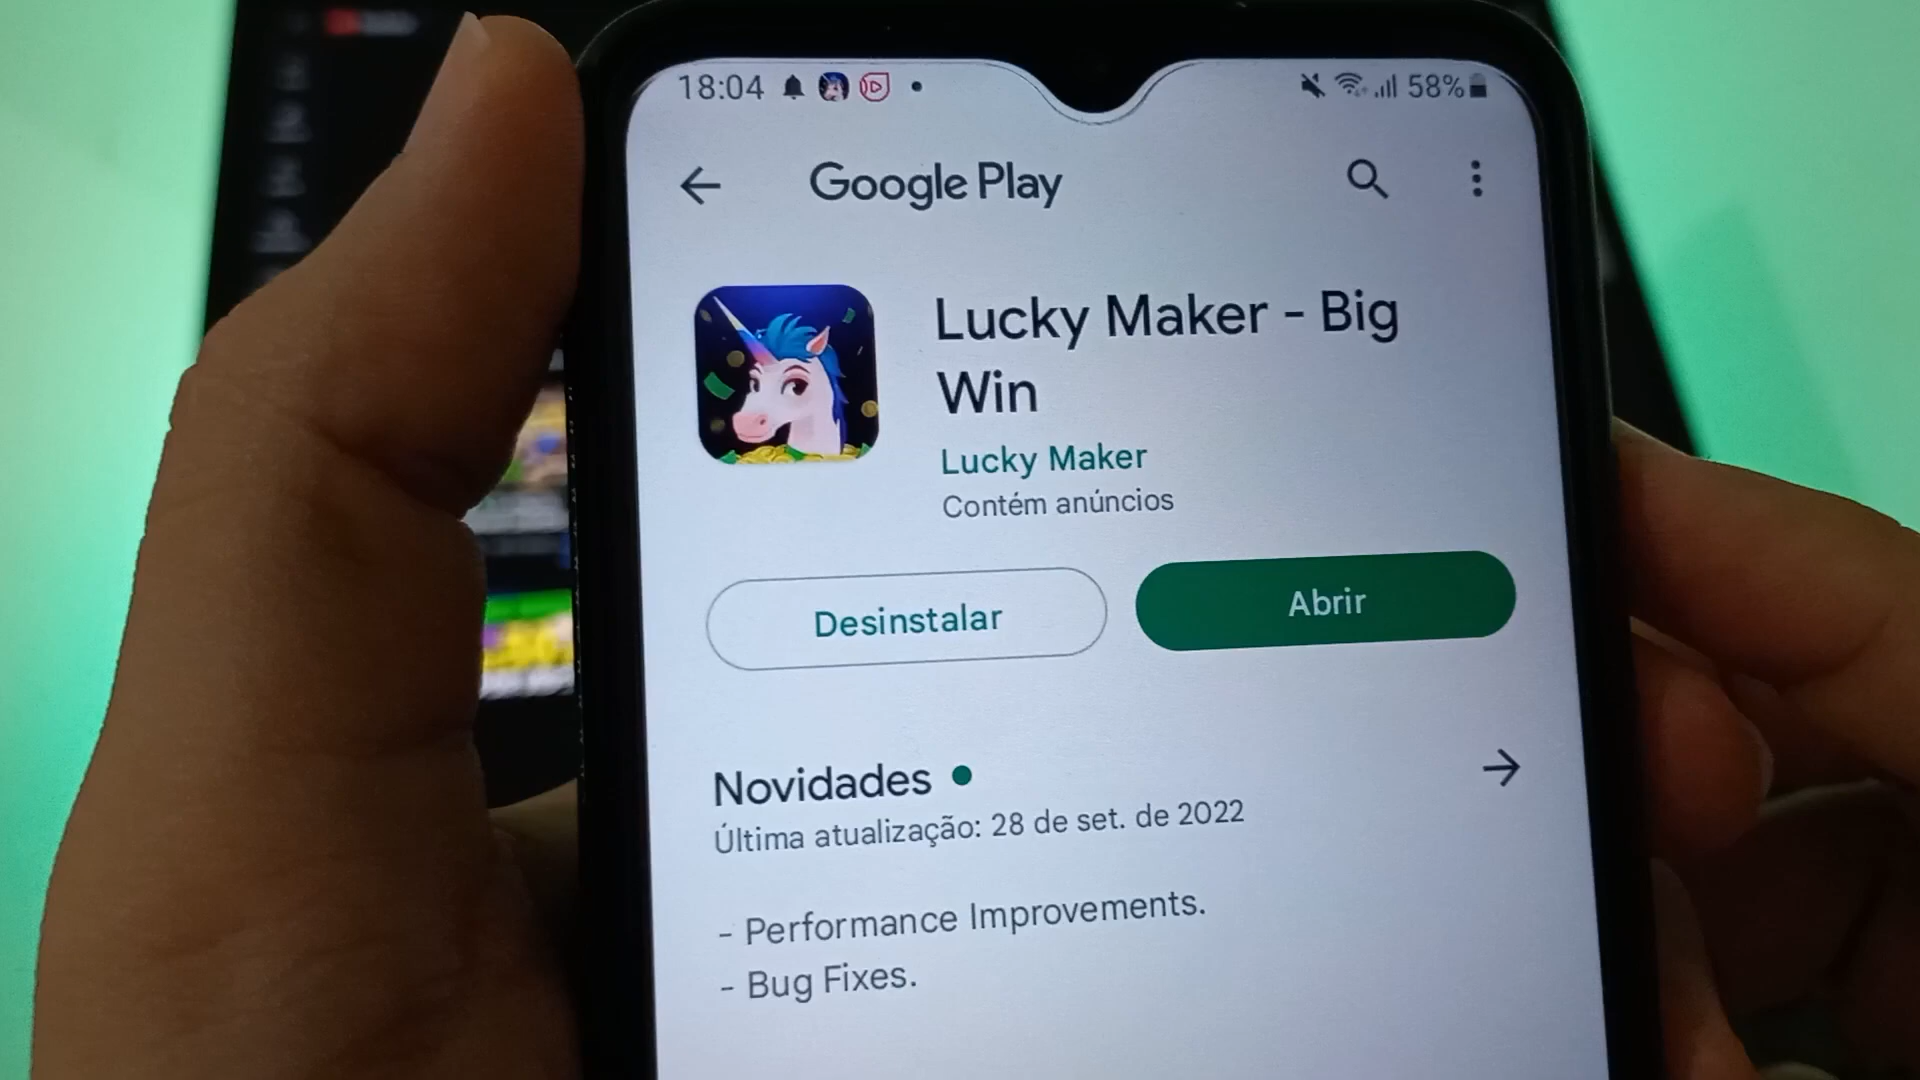 18:04
58%
Google Play
Lucky Maker - Big
Win
Lucky Maker
Contém anúncios
Desinstalar
Abrir
Novidades
Última atualização: 28 de set. de 2022
- Performance Improvements.
- Bug Fixes.